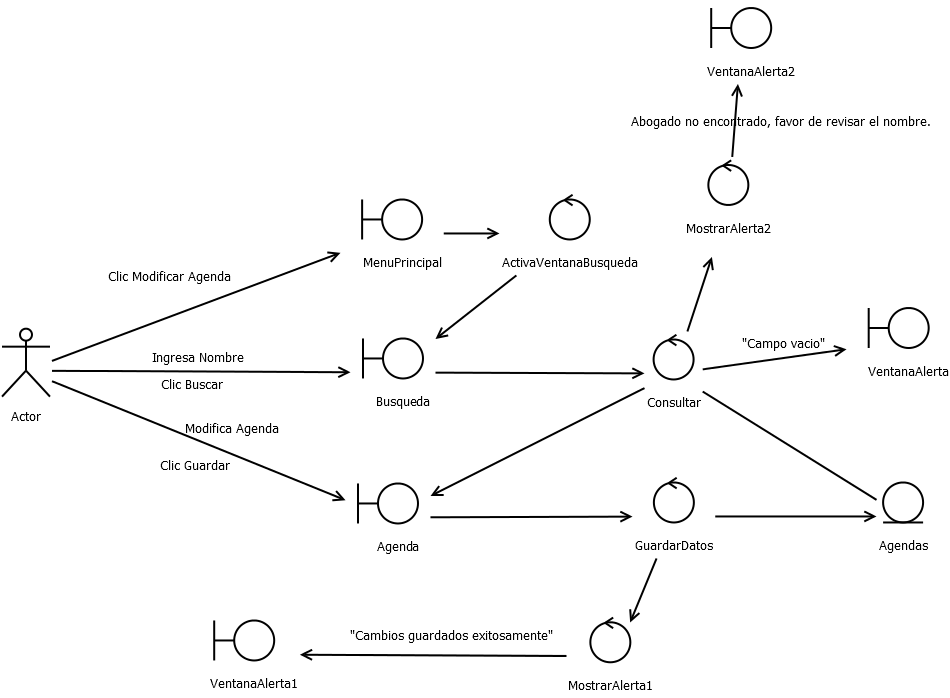 VentanaAlerta2
Abogado no encontrado, favor de revisar el nombre.
MostrarAlerta2
MenuPrincipal
ActivaVentanaBusqueda
Clic Modificar Agenda
"Campo vacio"
Ingresa Nombre
VentanaAlerta
Clic Buscar
Busqueda
Consultar
Actor
Modifica Agenda
Clic Guardar
Agenda
GuardarDatos
Agendas
"Cambios guardados exitosamente"
VentanaAlerta1
MostrarAlerta1